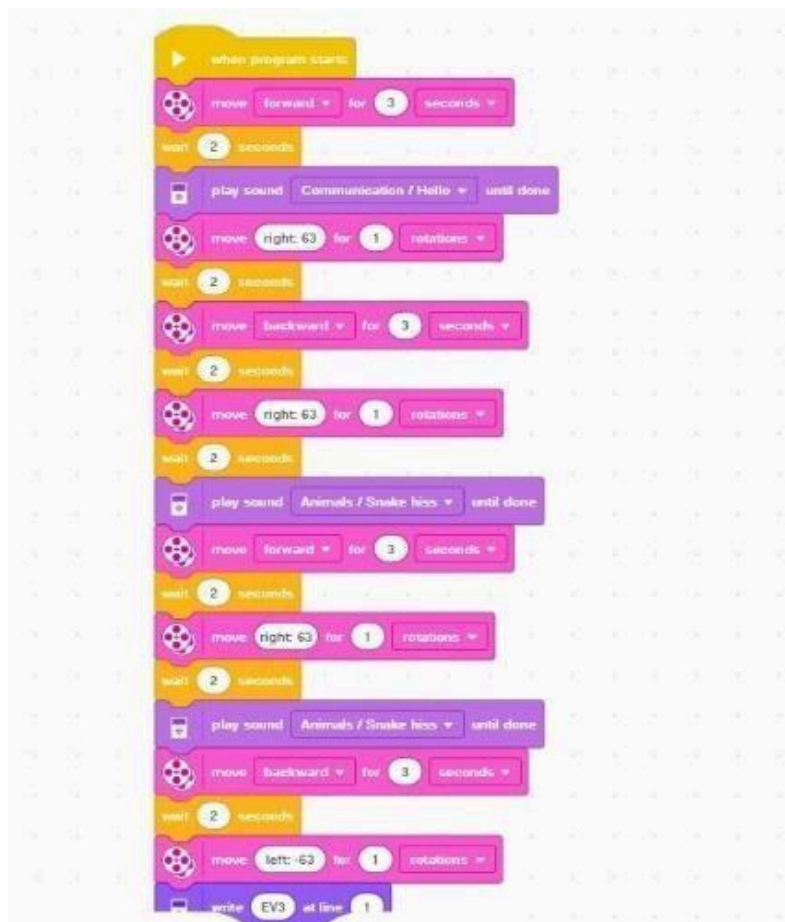 when program starts
move forward for 3 seconds
wait 2 seconds
play sound Communication / Hello until done
move right: 63 for 1 rotations
wait 2 seconds
move backward for 3 seconds
wait 2 seconds
move right: 63 for 1 rotations
wait 2 seconds
play sound Animals / Snake hiss until done
move forward for 3 seconds
wait 2 seconds
move right: 63 for 1 rotations
wait 2 seconds
play sound Animals / Snake hiss until done
move backward for 3 seconds
wait 2 seconds
move left: -63 for 1 rotations
write EV3 at line 1